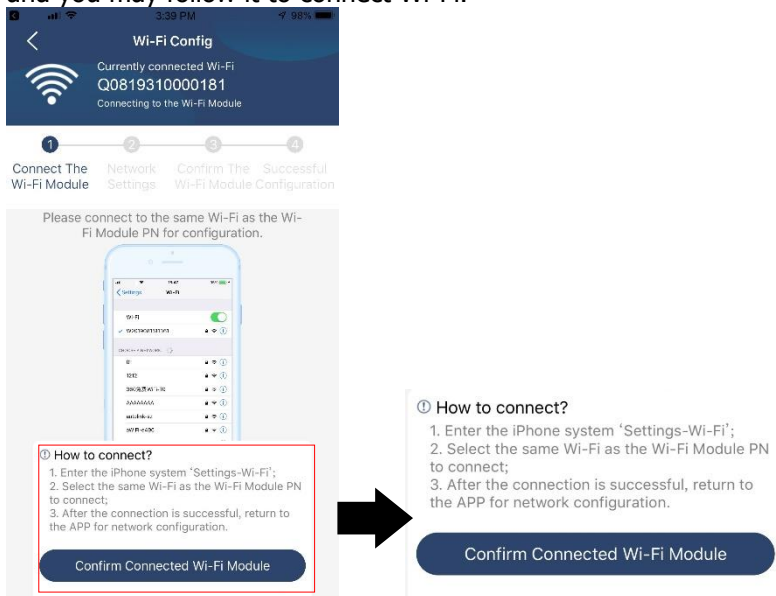 and you may follow it to connect Wi-Fi.
3:39 PM
98%
Wi-Fi Config
Currently connected Wi-Fi
Q0819310000181
Connecting to the Wi-Fi Module
1
2
3
4
Connect The
Wi-Fi Module
Network
Settings
Confirm The
Wi-Fi Module
Successful
Configuration
Please connect to the same Wi-Fi as the Wi-
Fi Module PN for configuration.
Settings
Wi-Fi
Wi-Fi
1212
AAAAAAAA
How to connect?
1. Enter the iPhone system ‘Settings-Wi-Fi’;
2. Select the same Wi-Fi as the Wi-Fi Module PN
to connect;
3. After the connection is successful, return to
the APP for network configuration.
Confirm Connected Wi-Fi Module
How to connect?
1. Enter the iPhone system ‘Settings-Wi-Fi’;
2. Select the same Wi-Fi as the Wi-Fi Module PN
to connect;
3. After the connection is successful, return to
the APP for network configuration.
Confirm Connected Wi-Fi Module